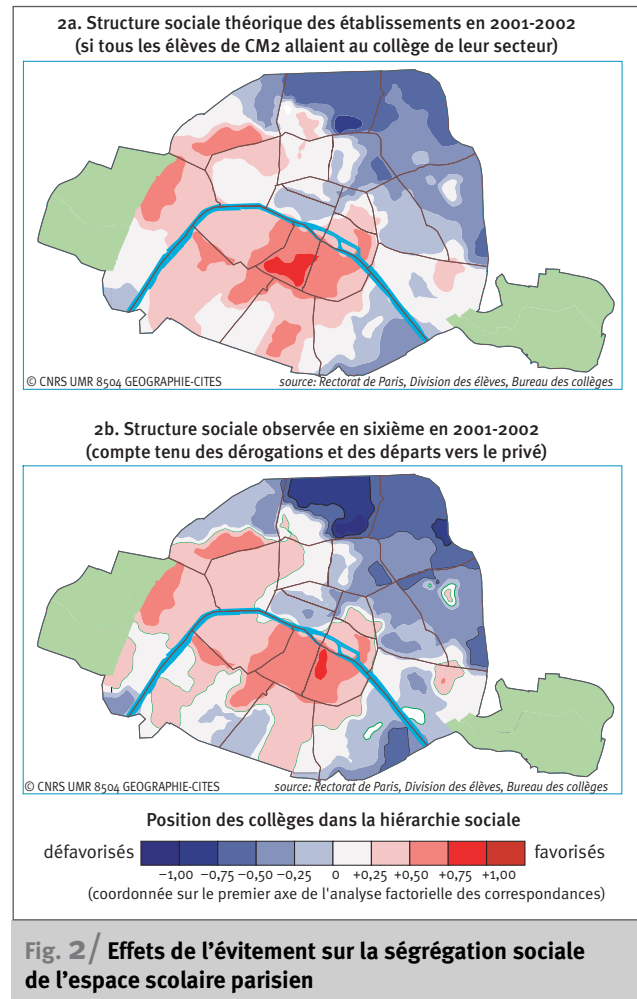 2a. Structure sociale théorique des établissements en 2001-2002
(si tous les élèves de CM2 allaient au collège de leur secteur)
© CNRS UMR 8504 GEOGRAPHIE-CITES source: Rectorat de Paris, Division des élèves, Bureau des collèges
2b. Structure sociale observée en sixième en 2001-2002
(compte tenu des dérogations et des départs vers le privé)
© CNRS UMR 8504 GEOGRAPHIE-CITES source: Rectorat de Paris, Division des élèves, Bureau des collèges
Position des collèges dans la hiérarchie sociale
défavorisés favorisés
−1,00 −0,75 −0,50 −0,25 0 +0,25 +0,50 +0,75 +1,00
(coordonnée sur le premier axe de l'analyse factorielle des correspondances)
Fig. 2/ Effets de l’évitement sur la ségrégation sociale
de l’espace scolaire parisien